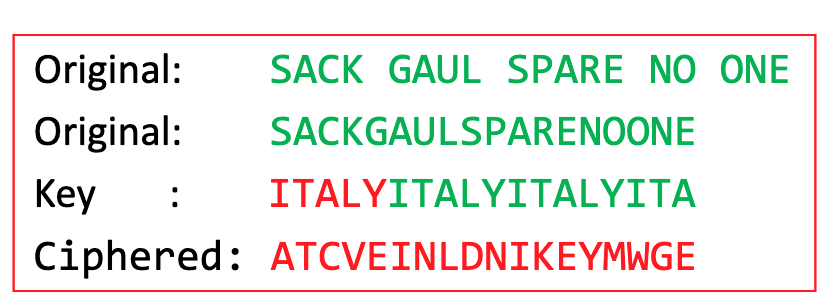 Original: SACK GAUL SPARE NO ONE
Original: SACKGAULSPARENOONE
Key : ITALYITALYITALYITA
Ciphered: ATCVEINLDNIKEYMWGE